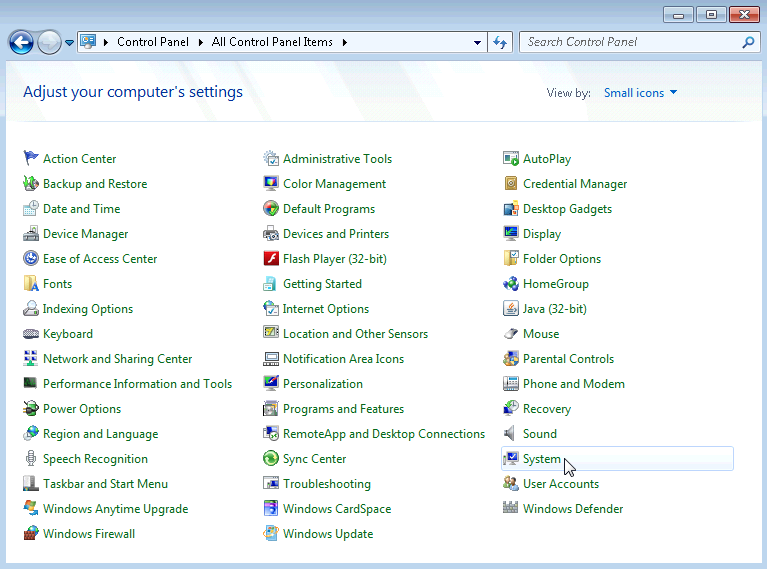 Control Panel All Control Panel Items Search Control Panel
Adjust your computer's settings View by: Small icons
Action Center Administrative Tools AutoPlay
Backup and Restore Color Management Credential Manager
Date and Time Default Programs Desktop Gadgets
Device Manager Devices and Printers Display
Ease of Access Center Flash Player (32-bit) Folder Options
Fonts Getting Started HomeGroup
Indexing Options Internet Options Java (32-bit)
Keyboard Location and Other Sensors Mouse
Network and Sharing Center Notification Area Icons Parental Controls
Performance Information and Tools Personalization Phone and Modem
Power Options Programs and Features Recovery
Region and Language RemoteApp and Desktop Connections Sound
Speech Recognition Sync Center System
Taskbar and Start Menu Troubleshooting User Accounts
Windows Anytime Upgrade Windows CardSpace Windows Defender
Windows Firewall Windows Update